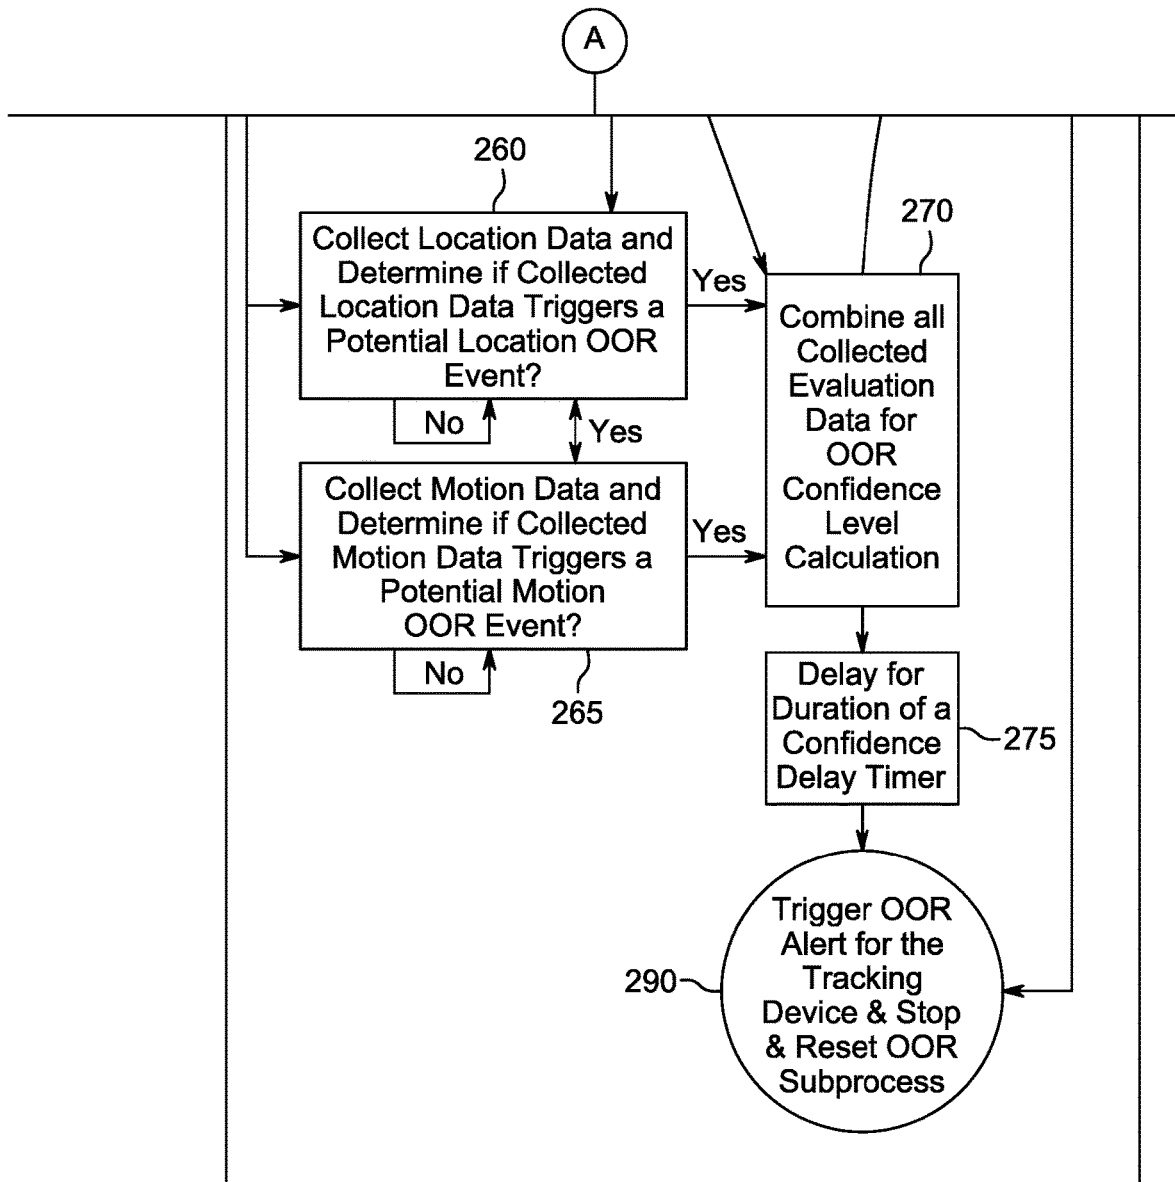 A
260
Collect Location Data and
Determine if Collected
Location Data Triggers a
Potential Location OOR
Event?
Yes
No
Yes
270
Combine all
Collected
Evaluation
Data for
OOR
Confidence
Level
Calculation
Collect Motion Data and
Determine if Collected
Motion Data Triggers a
Potential Motion
OOR Event?
Yes
No
265
Delay for
Duration of a
Confidence
Delay Timer
275
Trigger OOR
Alert for the
Tracking
Device & Stop
& Reset OOR
Subprocess
290